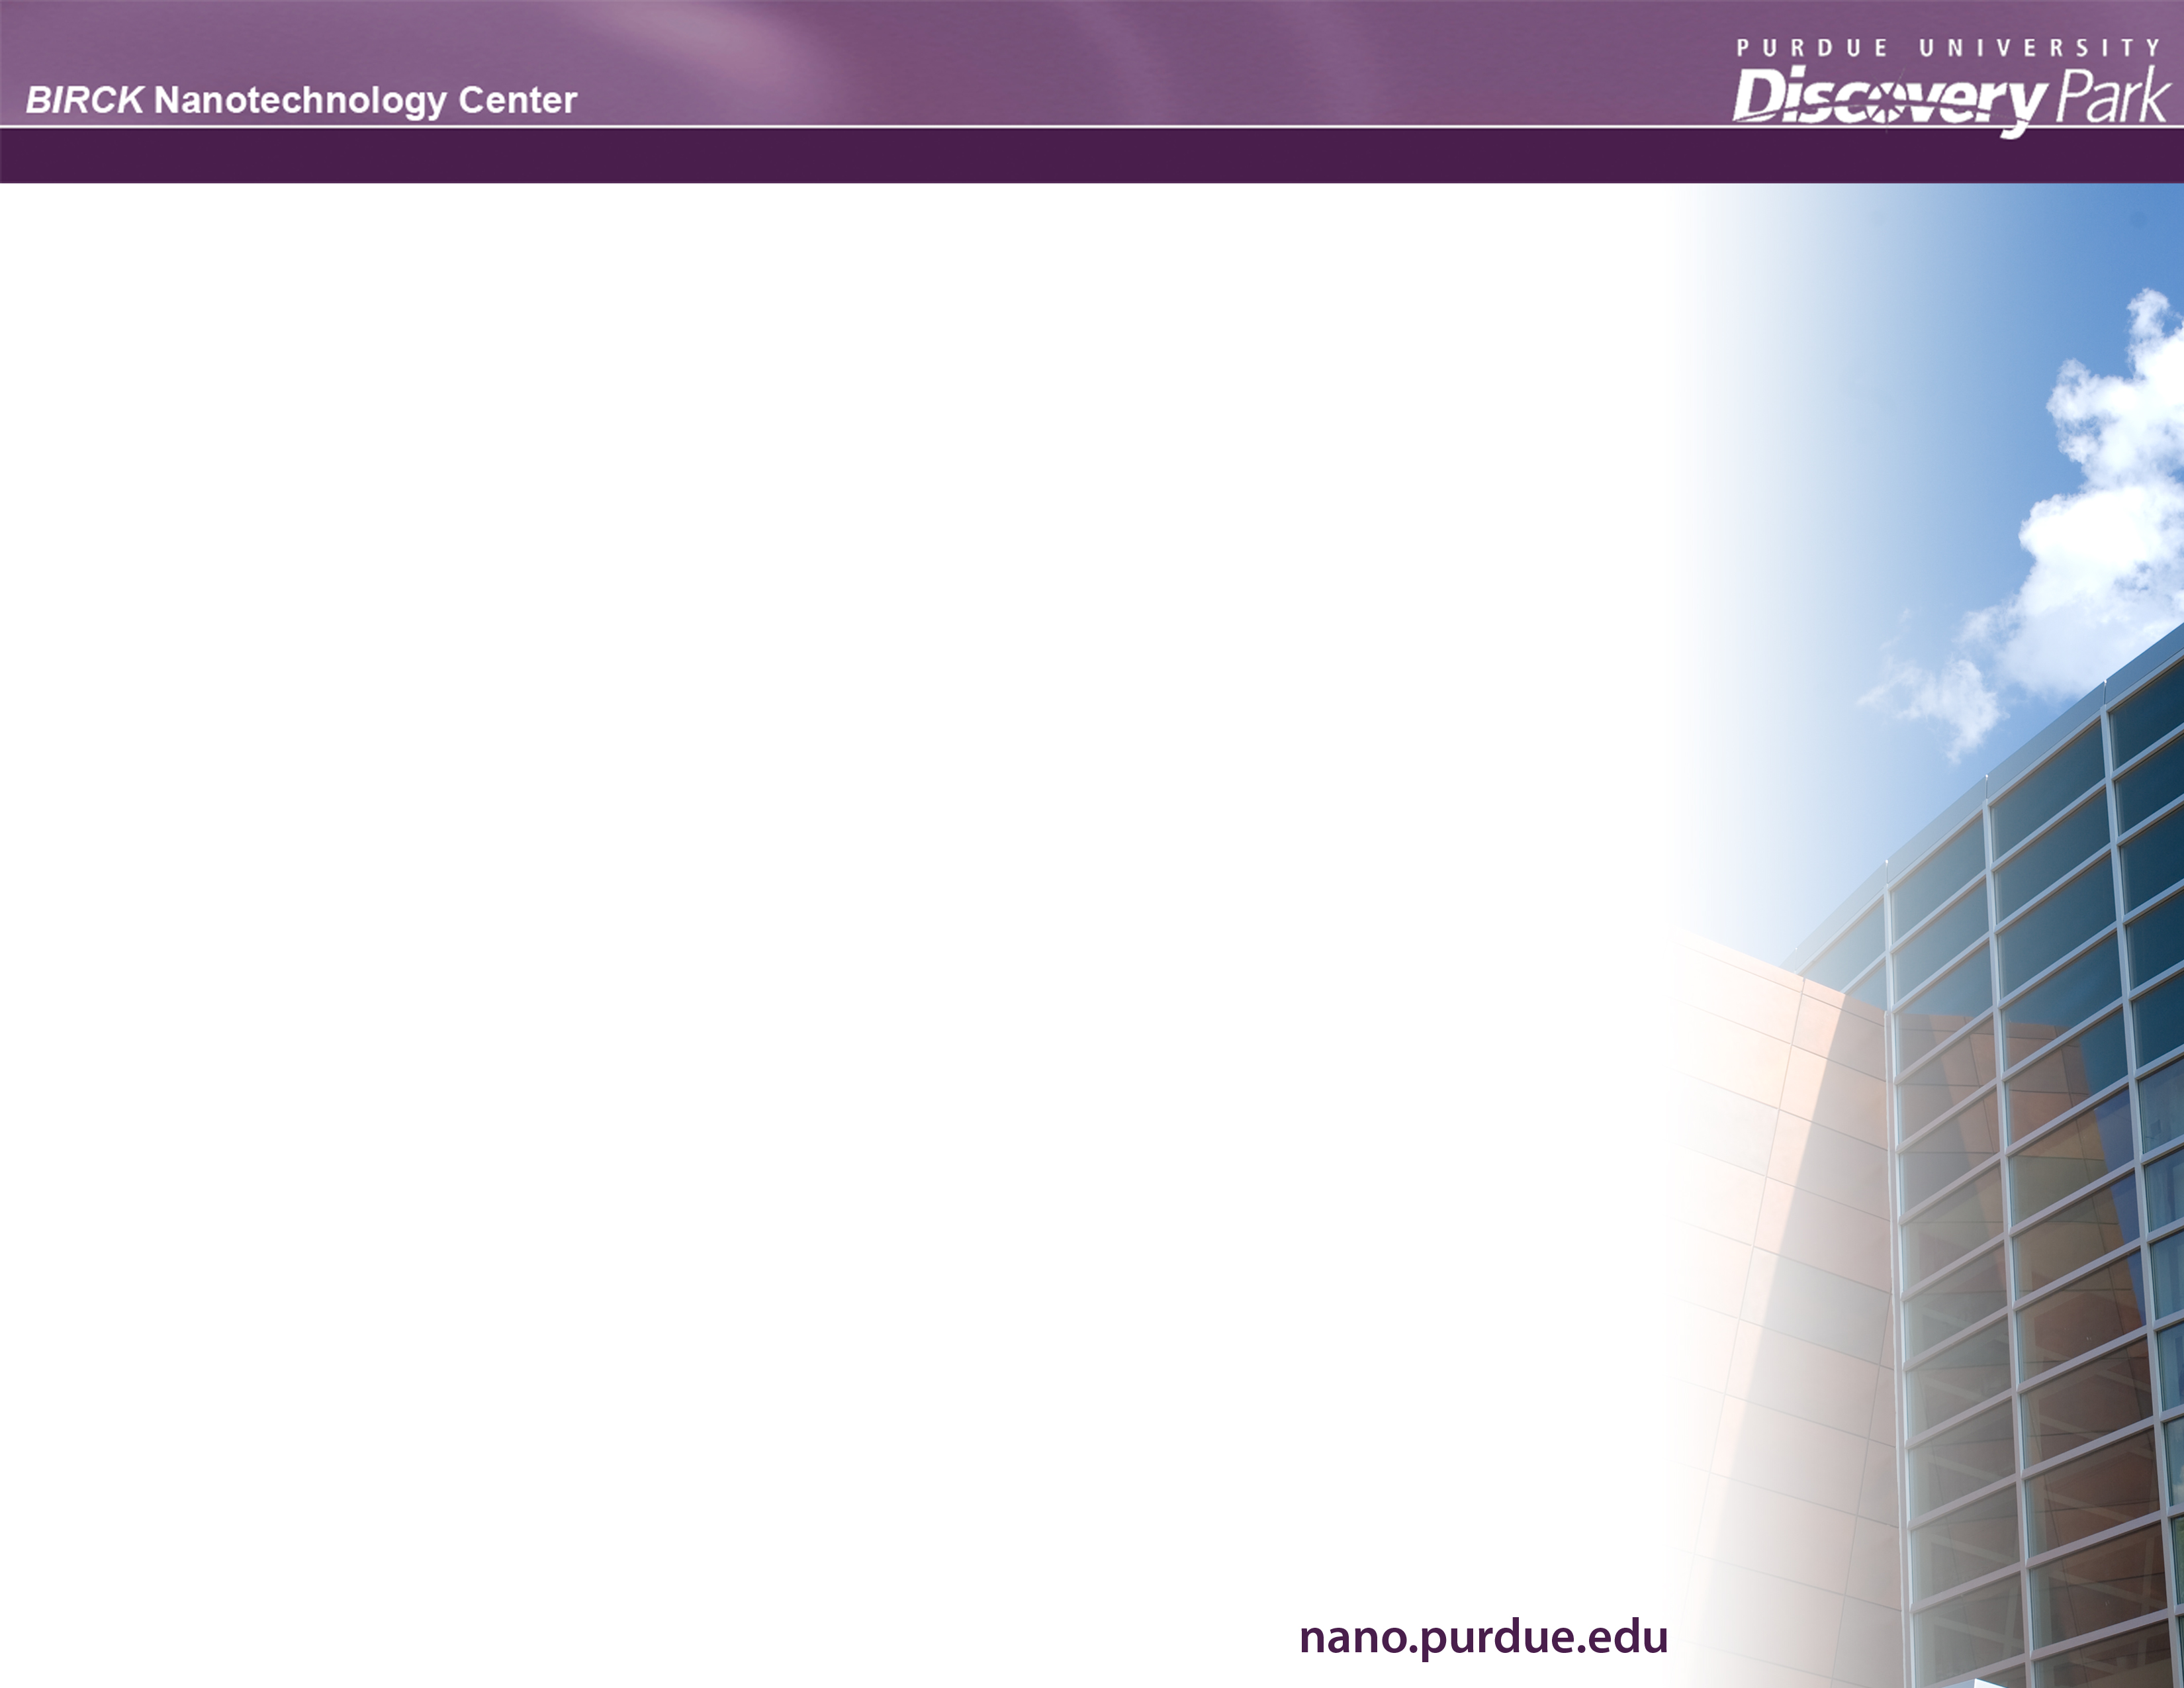 PURDUE UNIVERSITY
BIRCK Nanotechnology Center
Discovery Park
nano.purdue.edu